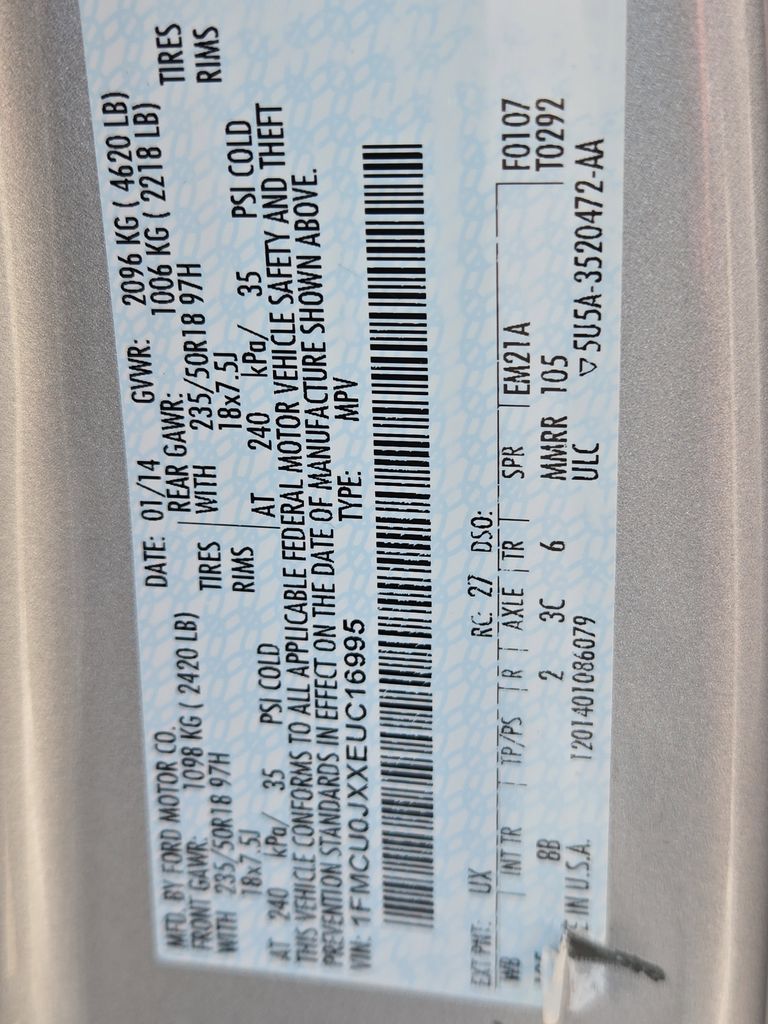 MFD. BY FORD MOTOR CO. DATE: 01/14 GVWR: 2096 KG ( 4620 LB)
FRONT GAWR: 1098 KG ( 2420 LB) REAR GAWR: 1006 KG ( 2218 LB)
WITH 235/50R18 97H TIRES WITH 235/50R18 97H TIRES
18x7.5J RIMS 18x7.5J RIMS
AT 240 kPa/ 35 PSI COLD AT 240 kPa/ 35 PSI COLD
THIS VEHICLE CONFORMS TO ALL APPLICABLE FEDERAL MOTOR VEHICLE SAFETY AND THEFT
PREVENTION STANDARDS IN EFFECT ON THE DATE OF MANUFACTURE SHOWN ABOVE.
VIN: 1FMCU0JXXEUC16995 TYPE: MPV
EXT PNT: UX RC: 27 DSO:
WB INT TR TP/PS R AXLE TR SPR EM21A F0107
8B 2 3C 6 MMRR 105 T0292
IN U.S.A. 1201401086079 ULC ▽5U5A-3520472-AA